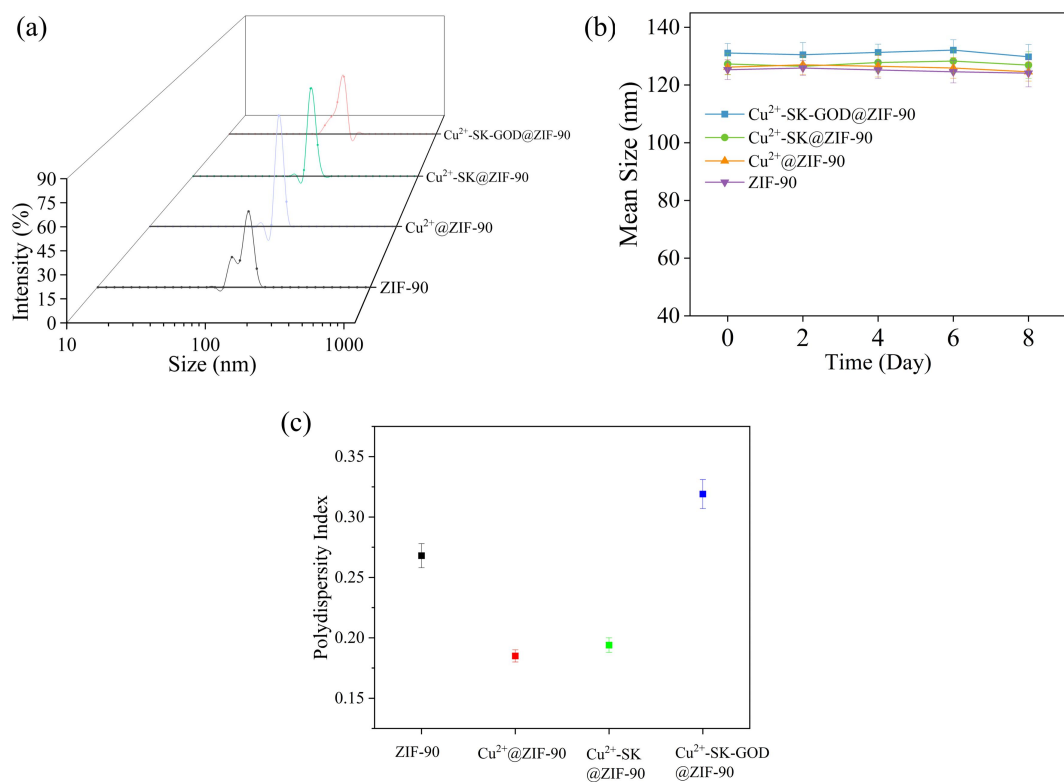 (a)
Intensity (%)
90
75
60
45
30
15
0
10
100
1000
Size (nm)
Cu²⁺-SK-GOD@ZIF-90
Cu²⁺-SK@ZIF-90
Cu²⁺@ZIF-90
ZIF-90
(b)
Mean Size (nm)
140
120
100
80
60
40
Cu²⁺-SK-GOD@ZIF-90
Cu²⁺-SK@ZIF-90
Cu²⁺@ZIF-90
ZIF-90
0
2
4
6
8
Time (Day)
(c)
Polydispersity Index
0.35
0.30
0.25
0.20
0.15
ZIF-90
Cu²⁺@ZIF-90
Cu²⁺-SK
@ZIF-90
Cu²⁺-SK-GOD
@ZIF-90